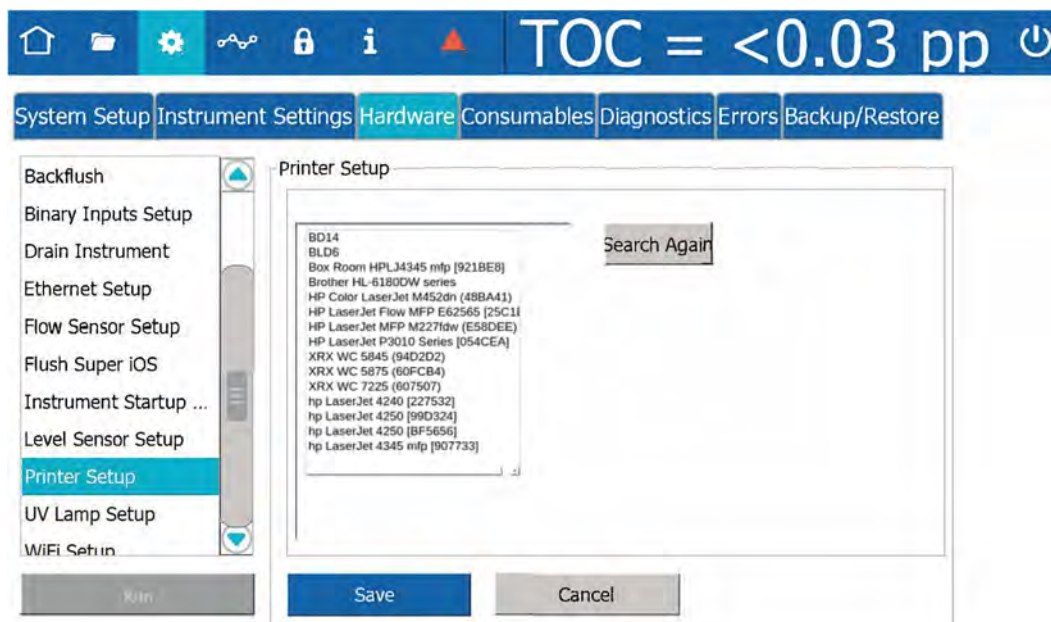 TOC = <0.03 pp
System Setup Instrument Settings Hardware Consumables Diagnostics Errors Backup/Restore
Backflush
Binary Inputs Setup
Drain Instrument
Ethernet Setup
Flow Sensor Setup
Flush Super iOS
Instrument Startup ...
Level Sensor Setup
Printer Setup
UV Lamp Setup
WiFi Setup
Run
Printer Setup
BD14
BLD6
Box Room HPLJ4345 mfp [921BE8]
Brother HL-6180DW series
HP Color LaserJet M452dn (48BA41)
HP LaserJet Flow MFP E62565 [25C1
HP LaserJet MFP M227fdw (E58DEE)
HP LaserJet P3010 Series [054CEA]
XRX WC 5845 (94D2D2)
XRX WC 5875 (60FCB4)
XRX WC 7225 (607507)
hp LaserJet 4240 [227532]
hp LaserJet 4250 [99D324]
hp LaserJet 4250 [BF5656]
hp LaserJet 4345 mfp [907733]
Search Again
Save
Cancel